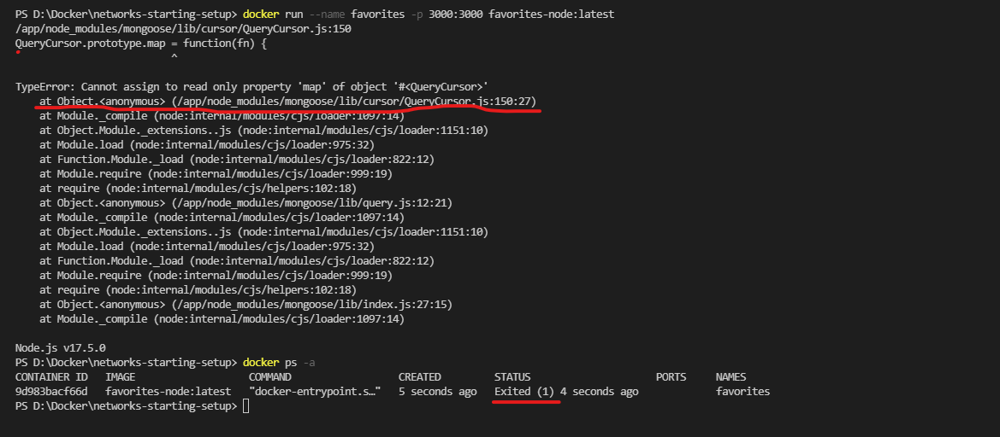 PS D:\Docker\networks-starting-setup> docker run --name favorites -p 3000:3000 favorites-node:latest
/app/node_modules/mongoose/lib/cursor/QueryCursor.js:150
QueryCursor.prototype.map = function(fn) {
^
TypeError: Cannot assign to read only property 'map' of object '#<QueryCursor>'
at Object.<anonymous> (/app/node_modules/mongoose/lib/cursor/QueryCursor.js:150:27)
at Module._compile (node:internal/modules/cjs/loader:1097:14)
at Object.Module._extensions..js (node:internal/modules/cjs/loader:1151:10)
at Module.load (node:internal/modules/cjs/loader:975:32)
at Function.Module._load (node:internal/modules/cjs/loader:822:12)
at Module.require (node:internal/modules/cjs/loader:999:19)
at require (node:internal/modules/cjs/helpers:102:18)
at Object.<anonymous> (/app/node_modules/mongoose/lib/query.js:12:21)
at Module._compile (node:internal/modules/cjs/loader:1097:14)
at Object.Module._extensions..js (node:internal/modules/cjs/loader:1151:10)
at Module.load (node:internal/modules/cjs/loader:975:32)
at Function.Module._load (node:internal/modules/cjs/loader:822:12)
at Module.require (node:internal/modules/cjs/loader:999:19)
at require (node:internal/modules/cjs/helpers:102:18)
at Object.<anonymous> (/app/node_modules/mongoose/lib/index.js:27:15)
at Module._compile (node:internal/modules/cjs/loader:1097:14)
Node.js v17.5.0
PS D:\Docker\networks-starting-setup> docker ps -a
CONTAINER ID IMAGE COMMAND CREATED STATUS PORTS NAMES
9d983bacf66d favorites-node:latest "docker-entrypoint.s…" 5 seconds ago Exited (1) 4 seconds ago favorites
PS D:\Docker\networks-starting-setup>